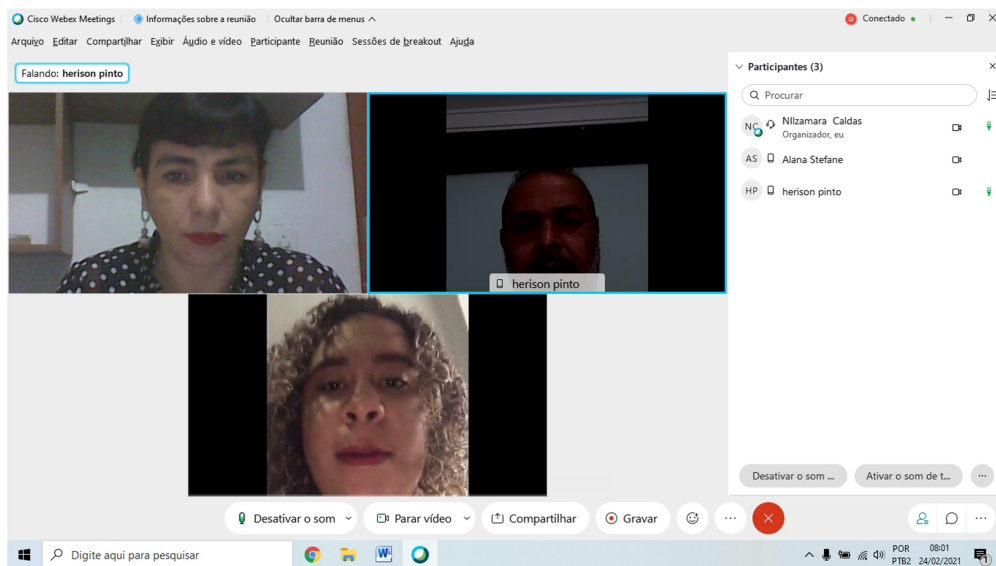 Cisco Webex Meetings Informações sobre a reunião Ocultar barra de menus Conectado
Arquivo Editar Compartilhar Exibir Áudio e vídeo Participante Reunião Sessões de breakout Ajuda
Falando: herison pinto
herison pinto
Participantes (3)
Procurar
NC NIlzamara Caldas
Organizador, eu
AS Alana Stefane
HP herison pinto
Desativar o som ... Ativar o som de t... ...
Desativar o som Parar vídeo Compartilhar Gravar
Digite aqui para pesquisar
POR 08:01
PTB2 24/02/2021
1